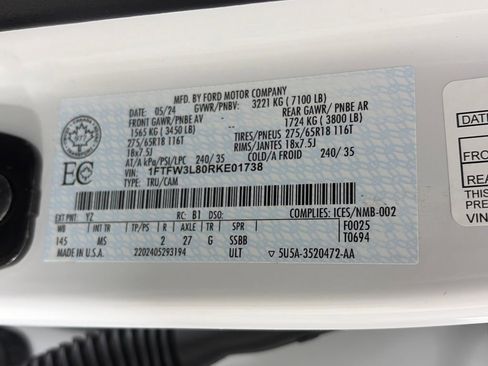 MFD. BY FORD MOTOR COMPANY
05/24 GVWR/PNBV: 3221 KG ( 7100 LB)
FRONT GAWR/ PNBE AV REAR GAWR/ PNBE AR
1565 KG ( 3450 LB) 1724 KG ( 3800 LB)
275/65R18 116T TIRES/PNEUS 275/65R18 116T
18x7.5J RIMS/JANTES 18x7.5J
AT/A kPa/PSI/LPC 240/ 35 COLD/A FROID 240/ 35
EC
1FTFW3L80RKE01738
TRU/CAM
EXT PNT: YZ RC: B1 DSO: COMPLIES: ICES/NMB-002
WB INT TR TP/PS R AXLE TR SPR F0025
145 MS 2 27 G SSBB T0694
MADE IN U.S.A. 2202405293194 ULT 5U5A-3520472-AA
DATE
THIS
PRE
VIN